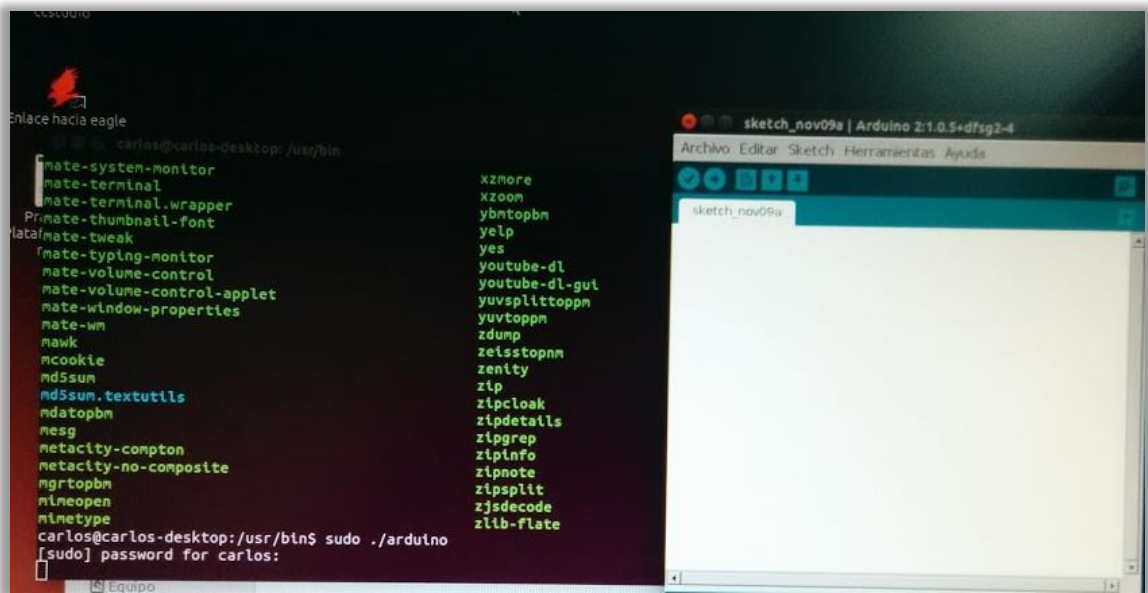 ccstudio
Enlace hacia eagle
carlos@carlos-desktop: /usr/bin
mate-system-monitor
mate-terminal
mate-terminal.wrapper
mate-thumbnail-font
mate-tweak
mate-typing-monitor
mate-volume-control
mate-volume-control-applet
mate-window-properties
mate-wm
mawk
mcookie
md5sum
md5sum.textutils
mdatopbm
mesg
metacity-compton
metacity-no-composite
mgrtopbm
mimeopen
mimetype
xzmore
xzoom
ybmtopbm
yelp
yes
youtube-dl
youtube-dl-gui
yuvsplittoppm
yuvtoppm
zdump
zeisstopnm
zenity
zip
zipcloak
zipdetails
zipgrep
zipinfo
zipnote
zipsplit
zjsdecode
zlib-flate
carlos@carlos-desktop:/usr/bin$ sudo ./arduino
[sudo] password for carlos:
Equipo
sketch_nov09a | Arduino 2:1.0.5+dfsg2-4
Archivo Editar Sketch Herramientas Ayuda
sketch_nov09a